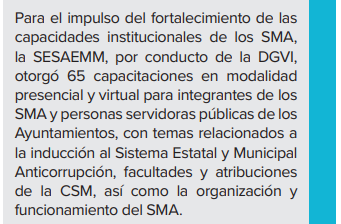 Para el impulso del fortalecimiento de las
capacidades institucionales de los SMA,
la SESAEMM, por conducto de la DGVI,
otorgó 65 capacitaciones en modalidad
presencial y virtual para integrantes de los
SMA y personas servidoras públicas de los
Ayuntamientos, con temas relacionados a
la inducción al Sistema Estatal y Municipal
Anticorrupción, facultades y atribuciones
de la CSM, así como la organización y
funcionamiento del SMA.